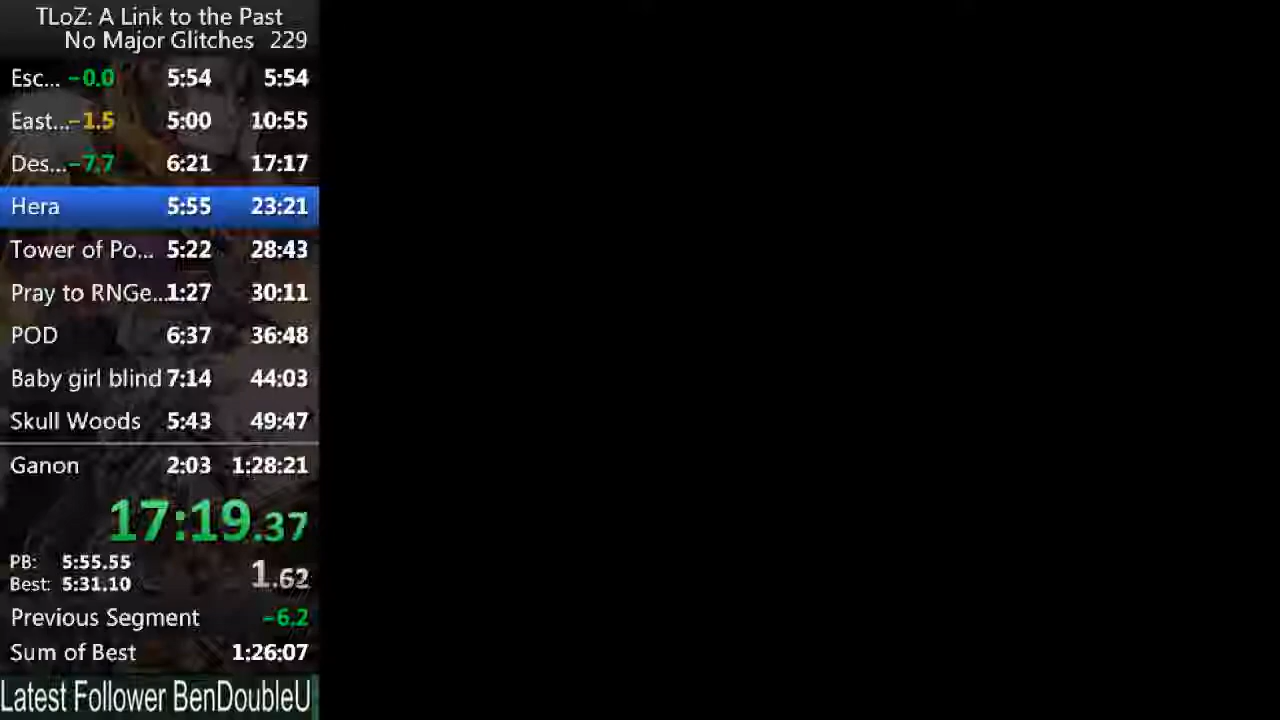 TLoZ: A Link to the Past
No Major Glitches 229
Esc... -0.0 5:54 5:54
East... -1.5 5:00 10:55
Des... -7.7 6:21 17:17
Hera 5:55 23:21
Tower of Po... 5:22 28:43
Pray to RNGe... 1:27 30:11
POD 6:37 36:48
Baby girl blind 7:14 44:03
Skull Woods 5:43 49:47
Ganon 2:03 1:28:21
17:19.37
PB: 5:55.55
Best: 5:31.10 1.62
Previous Segment -6.2
Sum of Best 1:26:07
Latest Follower BenDoubleU